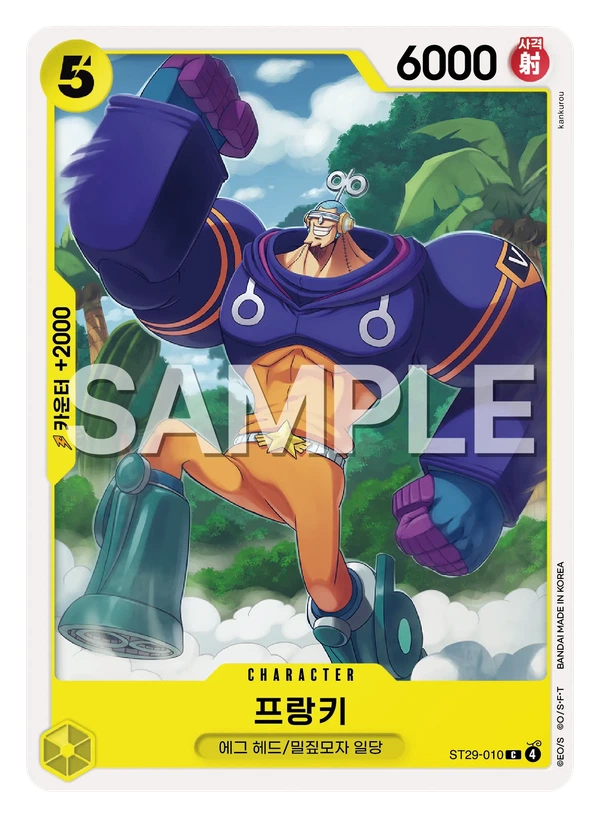 5
6000
사격
射
kankurou
V
카운터 +2000
SAMPLE
BANDAI MADE IN KOREA
©EO/S ©O/S·F·T
CHARACTER
프랑키
에그 헤드/밀짚모자 일당
ST29-010 C 4